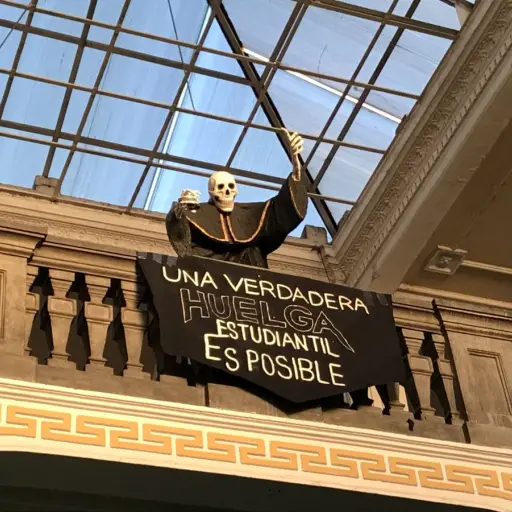 UNA VERDADERA
HUELGA
ESTUDIANTIL
ES POSIBLE